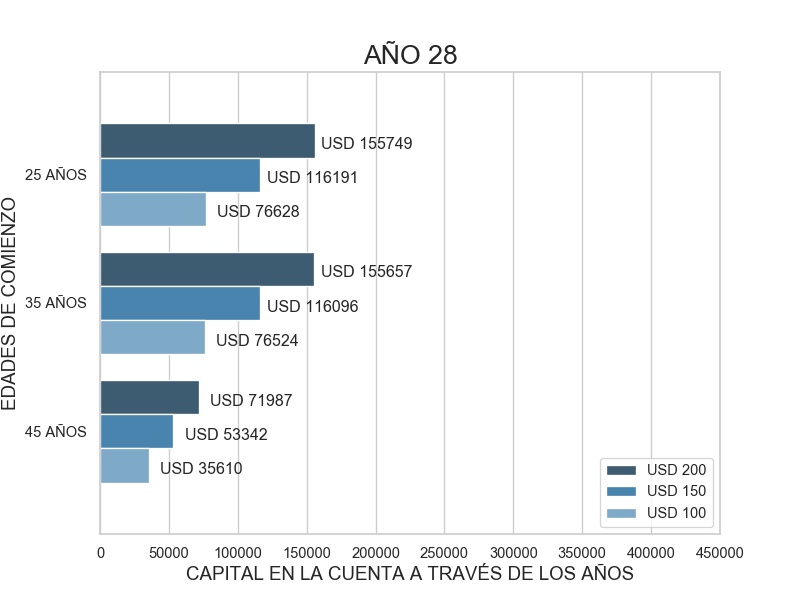 AÑO 28
EDADES DE COMIENZO
25 AÑOS
USD 155749
USD 116191
USD 76628
35 AÑOS
USD 155657
USD 116096
USD 76524
45 AÑOS
USD 71987
USD 53342
USD 35610
USD 200
USD 150
USD 100
0 50000 100000 150000 200000 250000 300000 350000 400000 450000
CAPITAL EN LA CUENTA A TRAVÉS DE LOS AÑOS